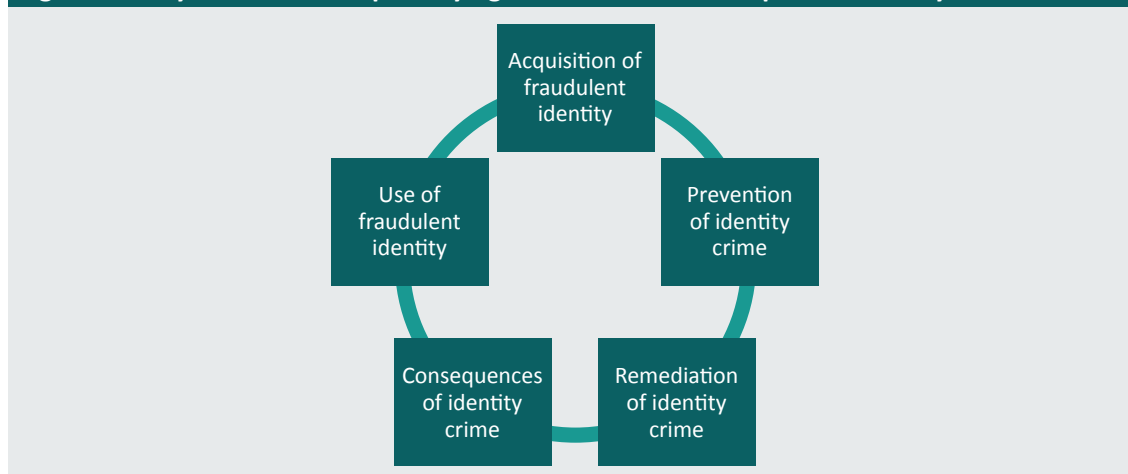 Acquisition of
fraudulent
identity
Prevention
of identity
crime
Remediation
of identity
crime
Consequences
of identity
crime
Use of
fraudulent
identity